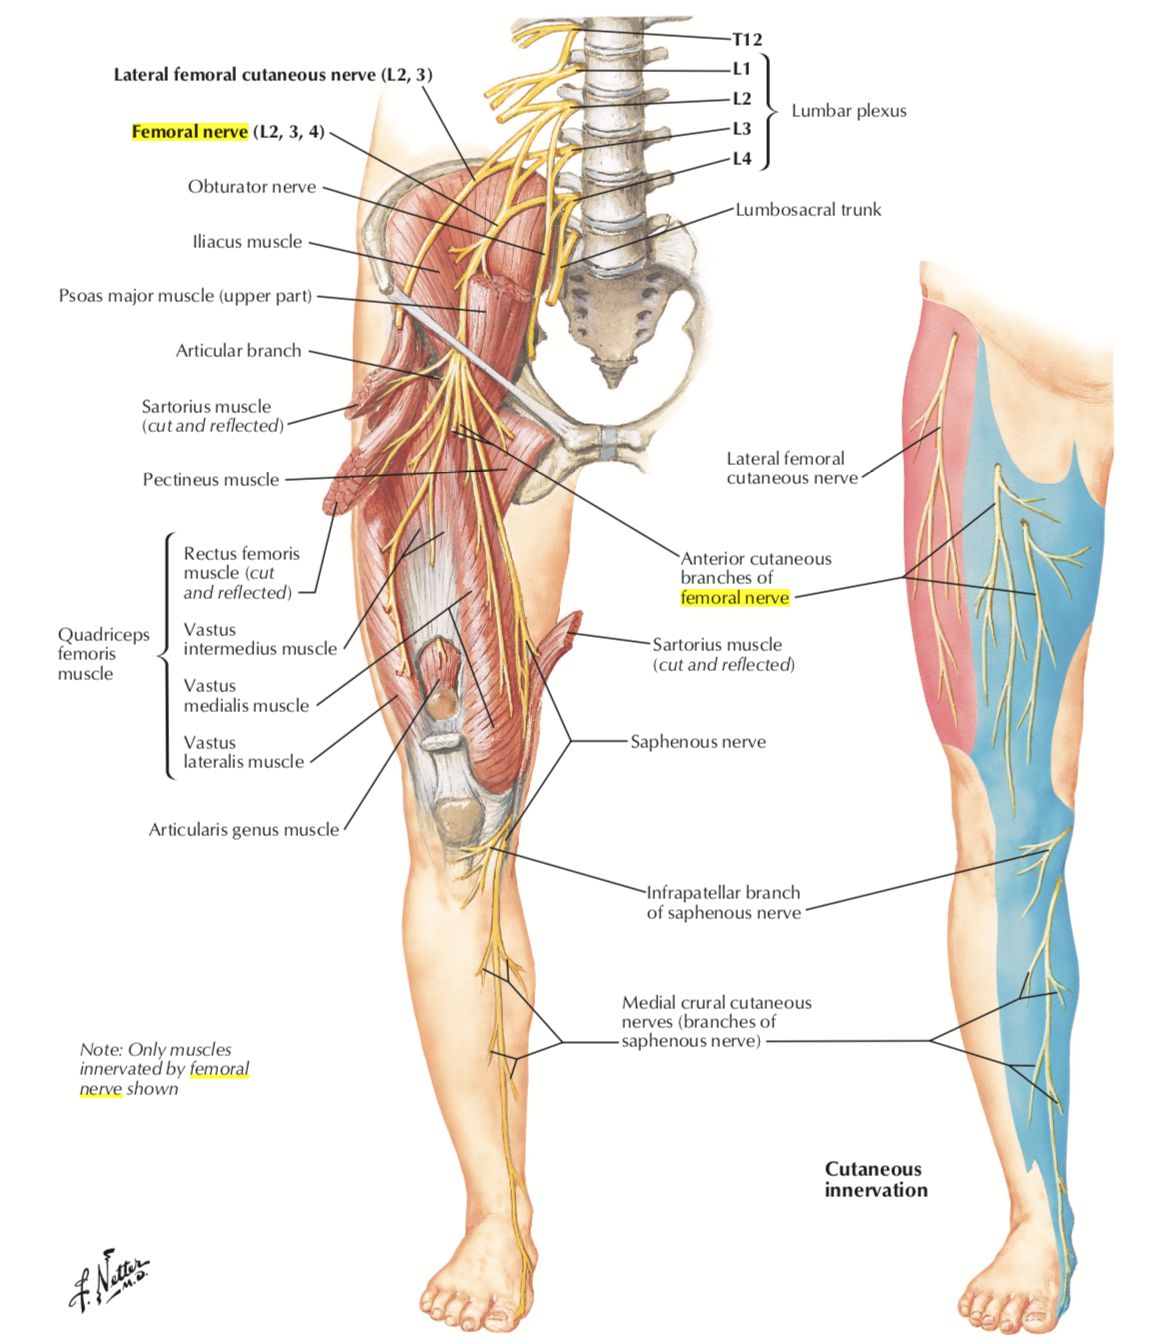 T12
L1
L2
L3
L4
Lumbar plexus
Lumbosacral trunk
Lateral femoral cutaneous nerve (L2, 3)
Femoral nerve (L2, 3, 4)
Obturator nerve
Iliacus muscle
Psoas major muscle (upper part)
Articular branch
Sartorius muscle
(cut and reflected)
Pectineus muscle
Quadriceps
femoris
muscle
Rectus femoris
muscle (cut
and reflected)
Vastus
intermedius muscle
Vastus
medialis muscle
Vastus
lateralis muscle
Articularis genus muscle
Lateral femoral
cutaneous nerve
Anterior cutaneous
branches of
femoral nerve
Sartorius muscle
(cut and reflected)
Saphenous nerve
Infrapatellar branch
of saphenous nerve
Medial crural cutaneous
nerves (branches of
saphenous nerve)
Note: Only muscles
innervated by femoral
nerve shown
Cutaneous
innervation
F. Netter
M.D.